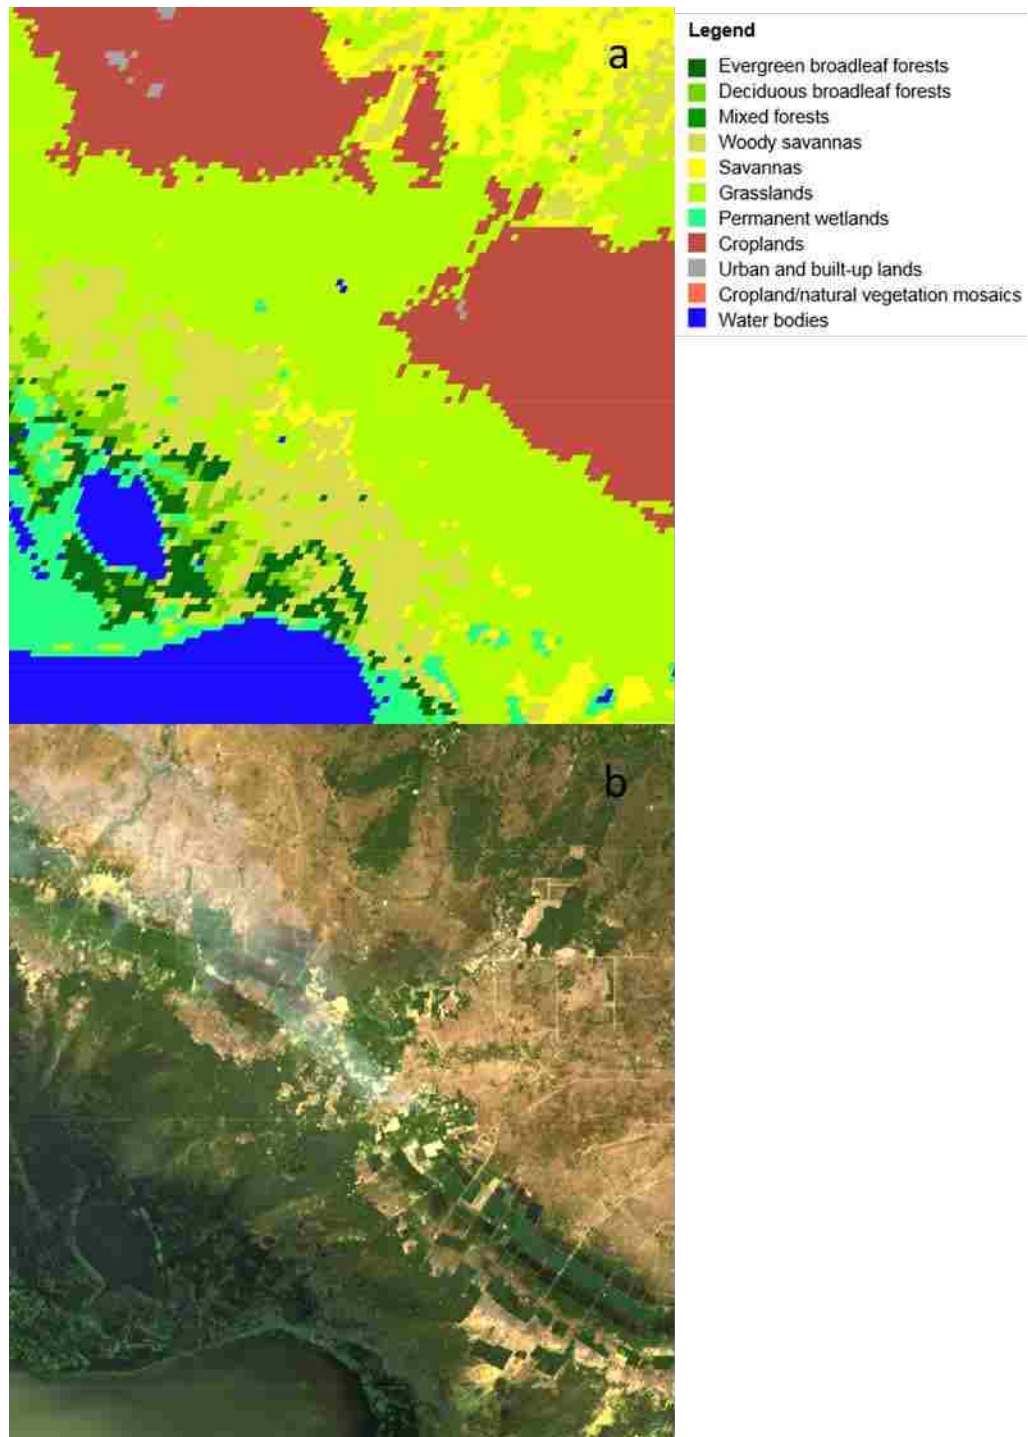 a
Legend
Evergreen broadleaf forests
Deciduous broadleaf forests
Mixed forests
Woody savannas
Savannas
Grasslands
Permanent wetlands
Croplands
Urban and built-up lands
Cropland/natural vegetation mosaics
Water bodies
b